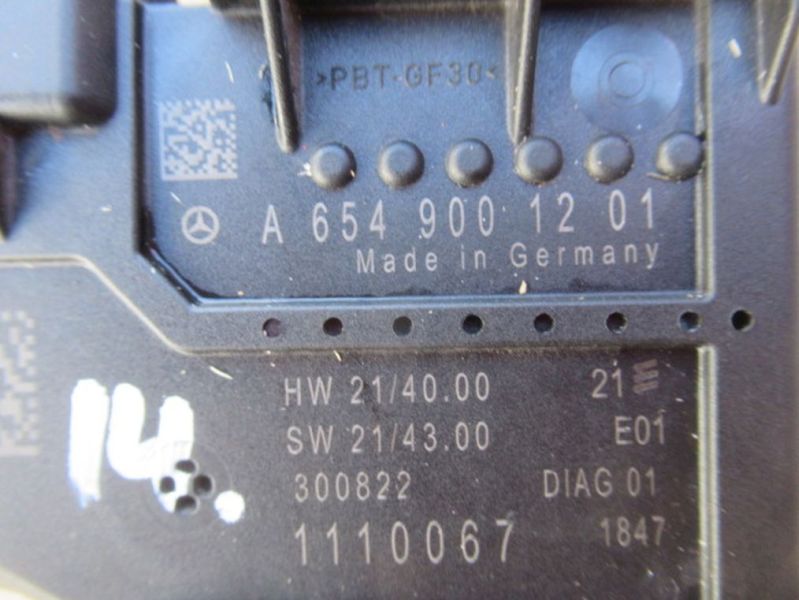 >PBT-GF30<
A 654 900 12 01
Made in Germany
HW 21/40.00 21
SW 21/43.00 E01
300822 DIAG 01
1110067 1847
14.